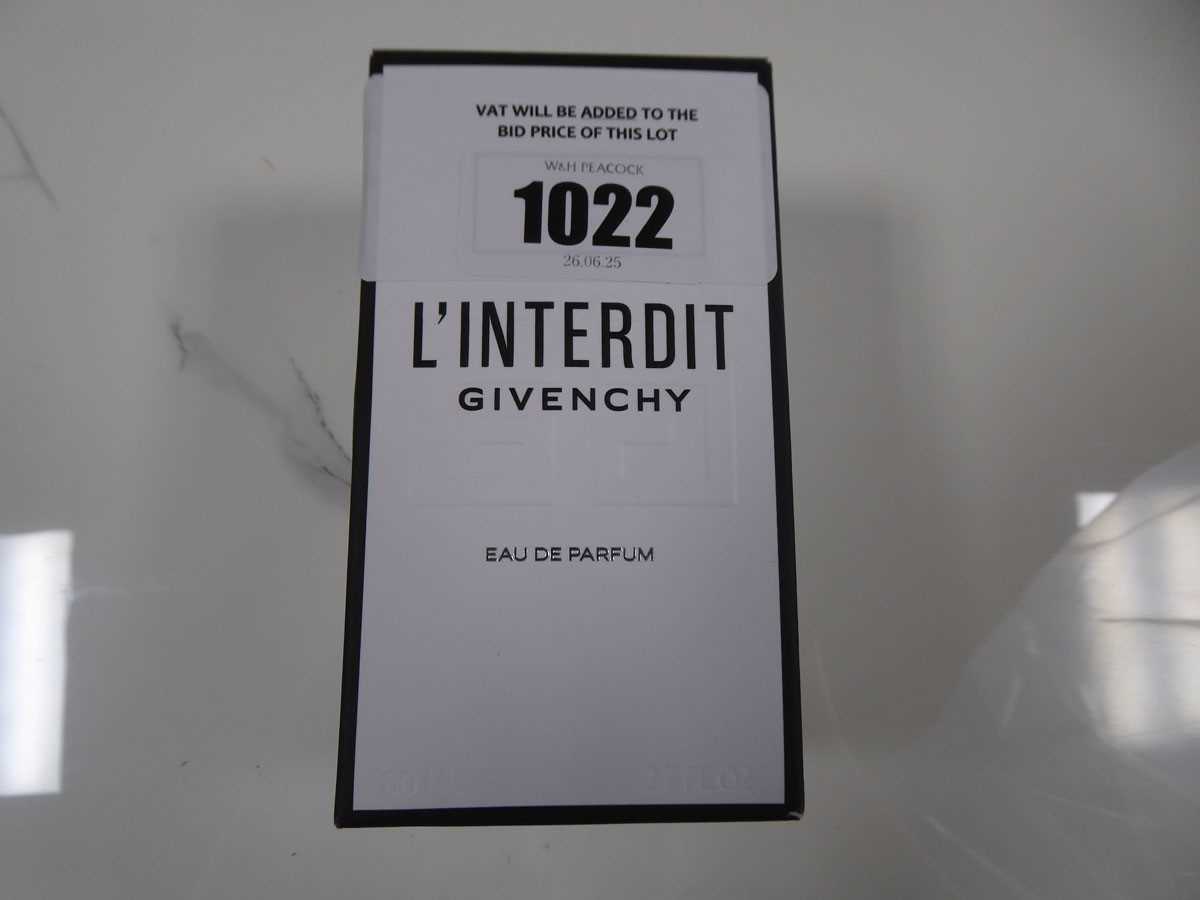 VAT WILL BE ADDED TO THE
BID PRICE OF THIS LOT
W&H PEACOCK
1022
26.06.25
L'INTERDIT
GIVENCHY
EAU DE PARFUM